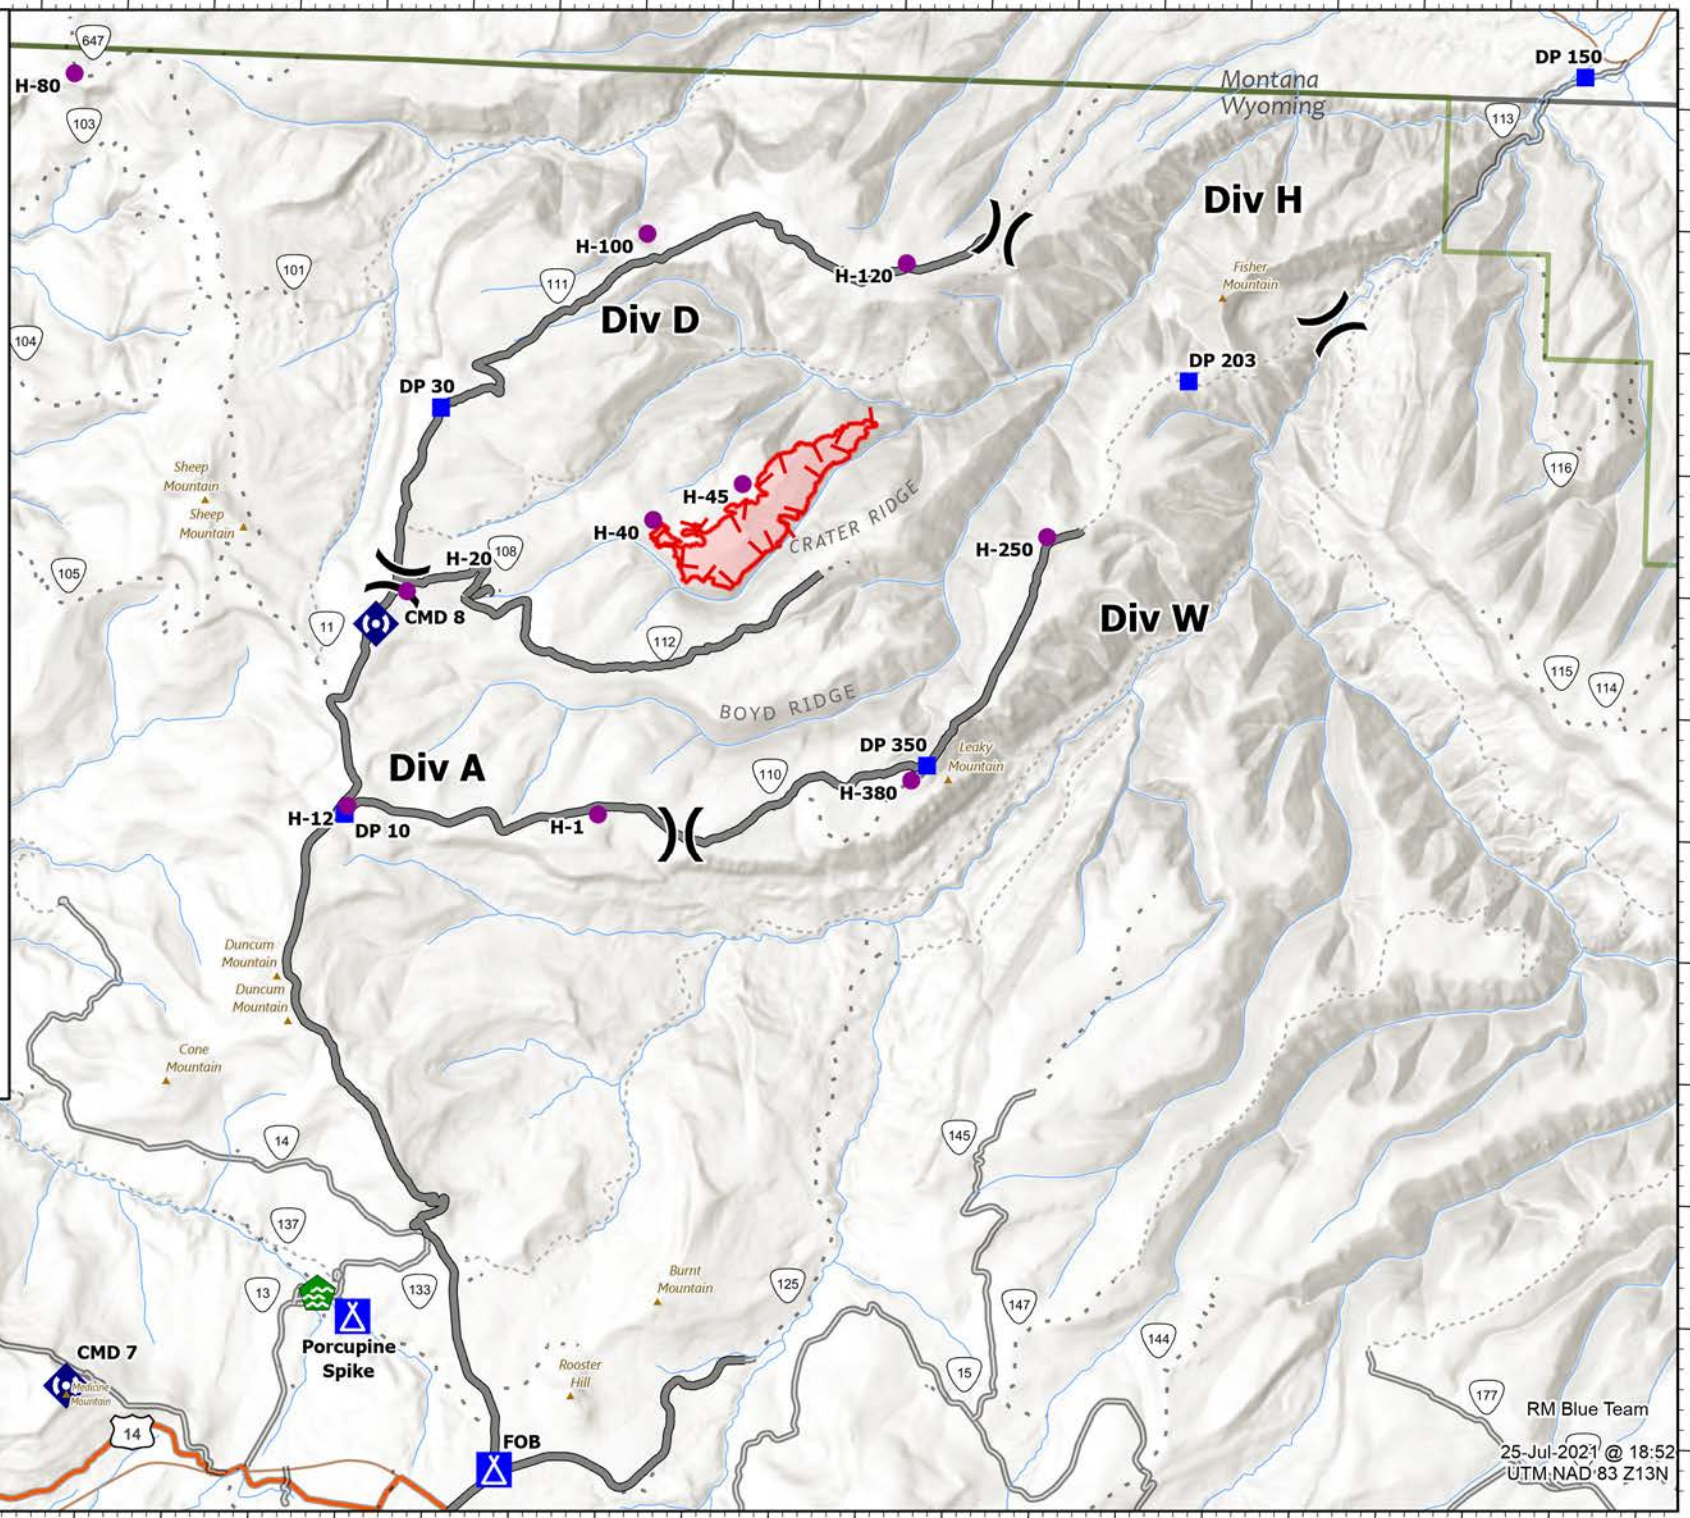 647
H-80
103
Montana
Wyoming
DP 150
113
Div H
H-100
H-120
101
111
Div D
Fisher
Mountain
104
DP 30
DP 203
Sheep
Mountain
Sheep
Mountain
H-45
H-40
CRATER RIDGE
116
H-20
108
H-250
105
CMD 8
11
112
Div W
115
114
BOYD RIDGE
Div A
DP 350
Leaky
Mountain
110
H-380
H-12
DP 10
H-1
Duncum
Mountain
Duncum
Mountain
Cone
Mountain
14
145
137
13
133
Burnt
Mountain
125
147
144
Porcupine
Spike
CMD 7
Medicine
Mountain
Rooster
Hill
15
177
14
FOB
RM Blue Team
25-Jul-2021 @ 18:52
UTM NAD 83 Z13N